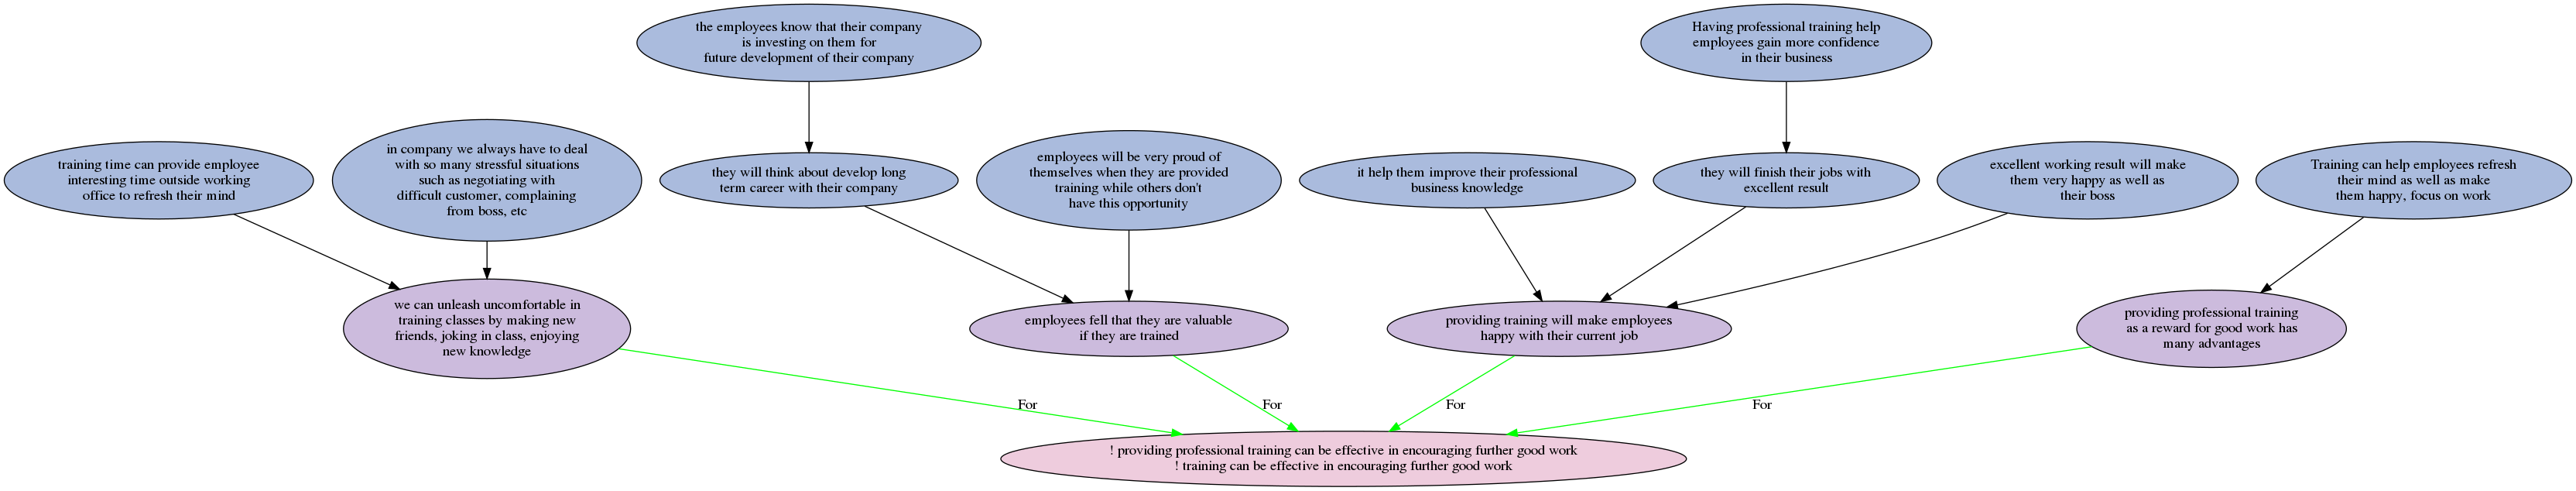 the employees know that their company
is investing on them for
future development of their company
Having professional training help
employees gain more confidence
in their business
training time can provide employee
interesting time outside working
office to refresh their mind
in company we always have to deal
with so many stressful situations
such as negotiating with
difficult customer, complaining
from boss, etc
they will think about develop long
term career with their company
employees will be very proud of
themselves when they are provided
training while others don't
have this opportunity
it help them improve their professional
business knowledge
they will finish their jobs with
excellent result
excellent working result will make
them very happy as well as
their boss
Training can help employees refresh
their mind as well as make
them happy, focus on work
we can unleash uncomfortable in
training classes by making new
friends, joking in class, enjoying
new knowledge
employees fell that they are valuable
if they are trained
providing training will make employees
happy with their current job
providing professional training
as a reward for good work has
many advantages
For
For
For
For
! providing professional training can be effective in encouraging further good work
! training can be effective in encouraging further good work